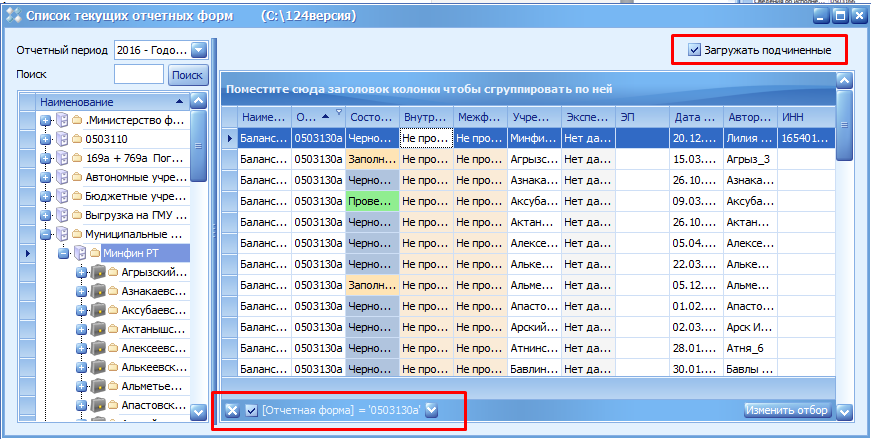 Список текущих отчетных форм (C:\124версия)
Отчетный период 2016 - Годо...
Загружать подчиненные
Поиск Поиск
Поместите сюда заголовок колонки чтобы сгруппировать по ней
Наименование
.Министерство ф...
0503110
169а + 769а Пог...
Автономные учре...
Бюджетные учре...
Выгрузка на ГМУ ...
Муниципальные ...
Минфин РТ
Агрызский...
Азнакаевс...
Аксубаевс...
Актанышс...
Алексеевс...
Алькеевск...
Альметье...
Апастовск...
Наиме... О... Состо... Внутр... Межф... Учре... Экспе... ЭП Дата ... Автор... ИНН
Баланс... 0503130а Черно... Не про... Не про... Минфи... Нет да... 20.12.... Лилия ... 165401...
Баланс... 0503130а Заполн... Не про... Не про... Агрызс... Нет да... 15.03.... Агрыз_3
Баланс... 0503130а Черно... Не про... Не про... Азнака... Нет да... 26.10.... Азнака...
Баланс... 0503130а Прове... Не про... Не про... Аксуба... Нет да... 09.03.... Аксуба...
Баланс... 0503130а Черно... Не про... Не про... Актан... Нет да... 26.10.... Актан...
Баланс... 0503130а Черно... Не про... Не про... Алексе... Нет да... 05.04.... Алексе...
Баланс... 0503130а Черно... Не про... Не про... Альке... Нет да... 22.03.... Альке...
Баланс... 0503130а Заполн... Не про... Не про... Альме... Нет да... 05.12.... Альме...
Баланс... 0503130а Черно... Не про... Не про... Апасто... Нет да... 01.02.... Апасто...
Баланс... 0503130а Черно... Не про... Не про... Арский... Нет да... 02.03.... Арск И...
Баланс... 0503130а Черно... Не про... Не про... Атнинс... Нет да... 28.01.... Атня_6
Баланс... 0503130а Черно... Не про... Не про... Бавлин... Нет да... 30.01.... Бавлы ...
[Отчетная форма] = '0503130а'
Изменить отбор